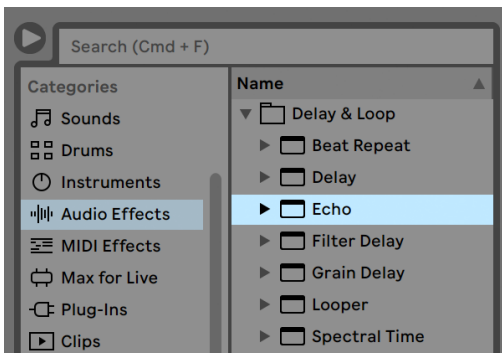 Search (Cmd + F)
Categories
Sounds
Drums
Instruments
Audio Effects
MIDI Effects
Max for Live
Plug-Ins
Clips
Name
Delay & Loop
Beat Repeat
Delay
Echo
Filter Delay
Grain Delay
Looper
Spectral Time